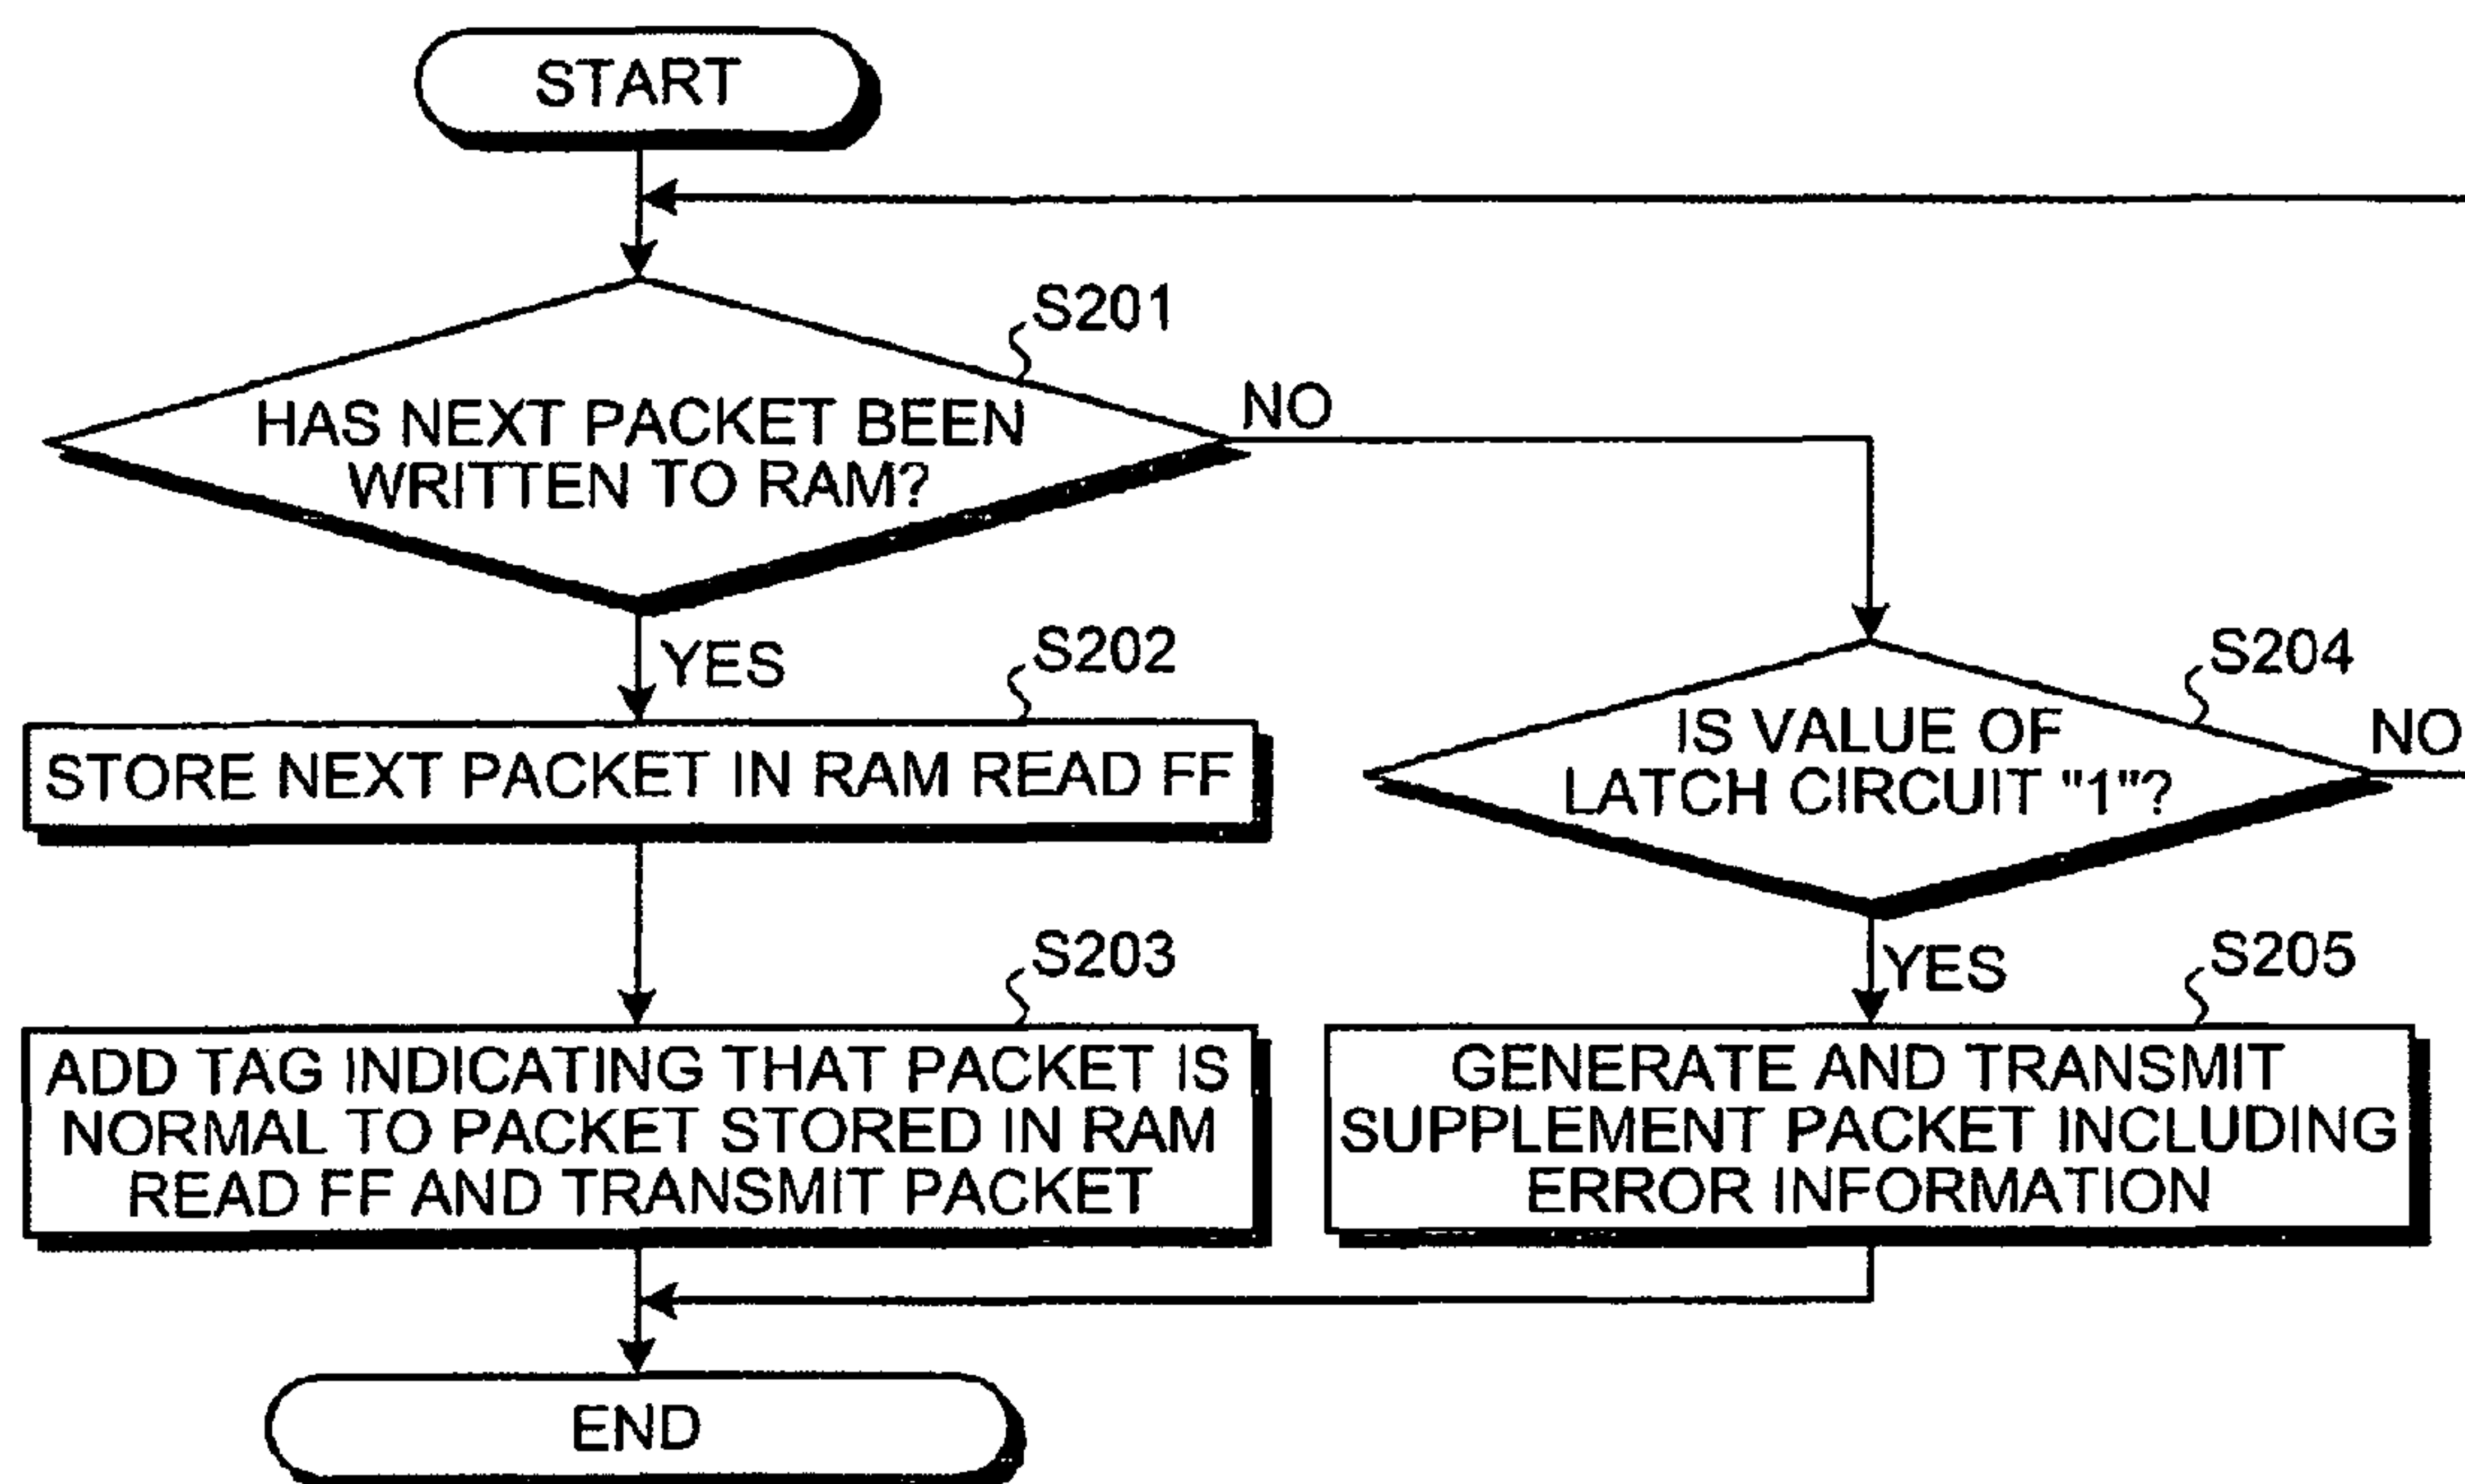 START
S201
HAS NEXT PACKET BEEN
WRITTEN TO RAM?
NO
YES
S202
STORE NEXT PACKET IN RAM READ FF
S203
ADD TAG INDICATING THAT PACKET IS
NORMAL TO PACKET STORED IN RAM
READ FF AND TRANSMIT PACKET
S204
IS VALUE OF
LATCH CIRCUIT "1"?
NO
YES
S205
GENERATE AND TRANSMIT
SUPPLEMENT PACKET INCLUDING
ERROR INFORMATION
END